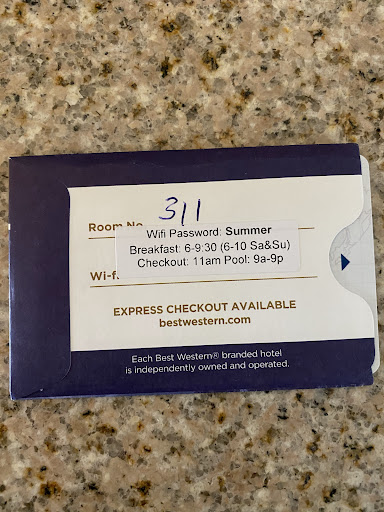 Room No. 311
Wifi Password: Summer
Breakfast: 6-9:30 (6-10 Sa&Su)
Checkout: 11am Pool: 9a-9p
Wi-f
EXPRESS CHECKOUT AVAILABLE
bestwestern.com
Each Best Western® branded hotel
is independently owned and operated.